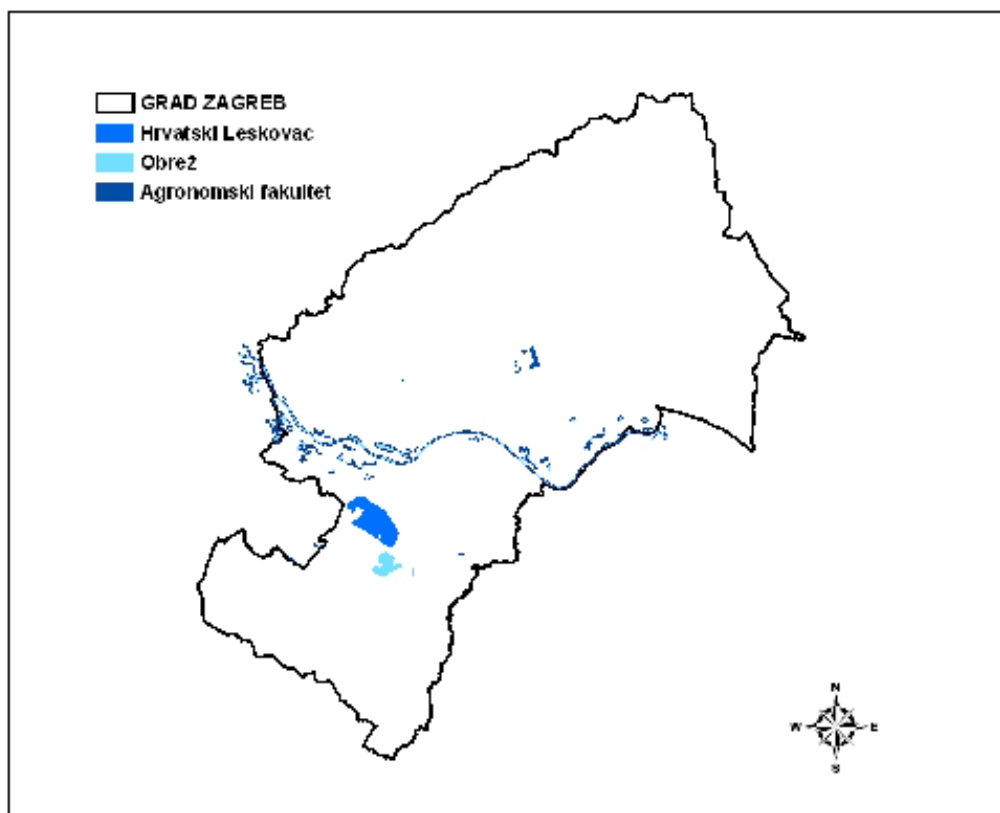 GRAD ZAGREB
Hrvatski Leskovac
Obrež
Agronomski fakultet
N
W E
S